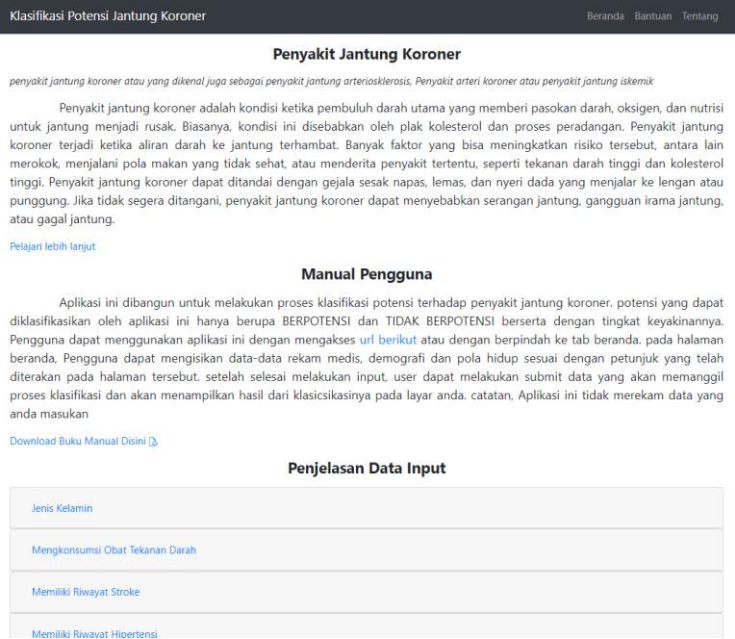 Klasifikasi Potensi Jantung Koroner
Beranda Bantuan Tentang
Penyakit Jantung Koroner
penyakit jantung koroner atau yang dikenal juga sebagai penyakit jantung arteriosklerosis, Penyakit arteri koroner atau penyakit jantung iskemik
Penyakit jantung koroner adalah kondisi ketika pembuluh darah utama yang memberi pasokan darah, oksigen, dan nutrisi
untuk jantung menjadi rusak. Biasanya, kondisi ini disebabkan oleh plak kolesterol dan proses peradangan. Penyakit jantung
koroner terjadi ketika aliran darah ke jantung terhambat. Banyak faktor yang bisa meningkatkan risiko tersebut, antara lain
merokok, menjalani pola makan yang tidak sehat, atau menderita penyakit tertentu, seperti tekanan darah tinggi dan kolesterol
tinggi. Penyakit jantung koroner dapat ditandai dengan gejala sesak napas, lemas, dan nyeri dada yang menjalar ke lengan atau
punggung. Jika tidak segera ditangani, penyakit jantung koroner dapat menyebabkan serangan jantung, gangguan irama jantung,
atau gagal jantung.
Pelajari lebih lanjut
Manual Pengguna
Aplikasi ini dibangun untuk melakukan proses klasifikasi potensi terhadap penyakit jantung koroner. potensi yang dapat
diklasifikasikan oleh aplikasi ini hanya berupa BERPOTENSI dan TIDAK BERPOTENSI berserta dengan tingkat keyakinannya.
Pengguna dapat menggunakan aplikasi ini dengan mengakses url berikut atau dengan berpindah ke tab beranda. pada halaman
beranda, Pengguna dapat mengisikan data-data rekam medis, demografi dan pola hidup sesuai dengan petunjuk yang telah
diterakan pada halaman tersebut. setelah selesai melakukan input, user dapat melakukan submit data yang akan memanggil
proses klasifikasi dan akan menampilkan hasil dari klasicsikasinya pada layar anda. catatan, Aplikasi ini tidak merekam data yang
anda masukan
Download Buku Manual Disini
Penjelasan Data Input
Jenis Kelamin
Mengkonsumsi Obat Tekanan Darah
Memiliki Riwayat Stroke
Memiliki Riwayat Hipertensi